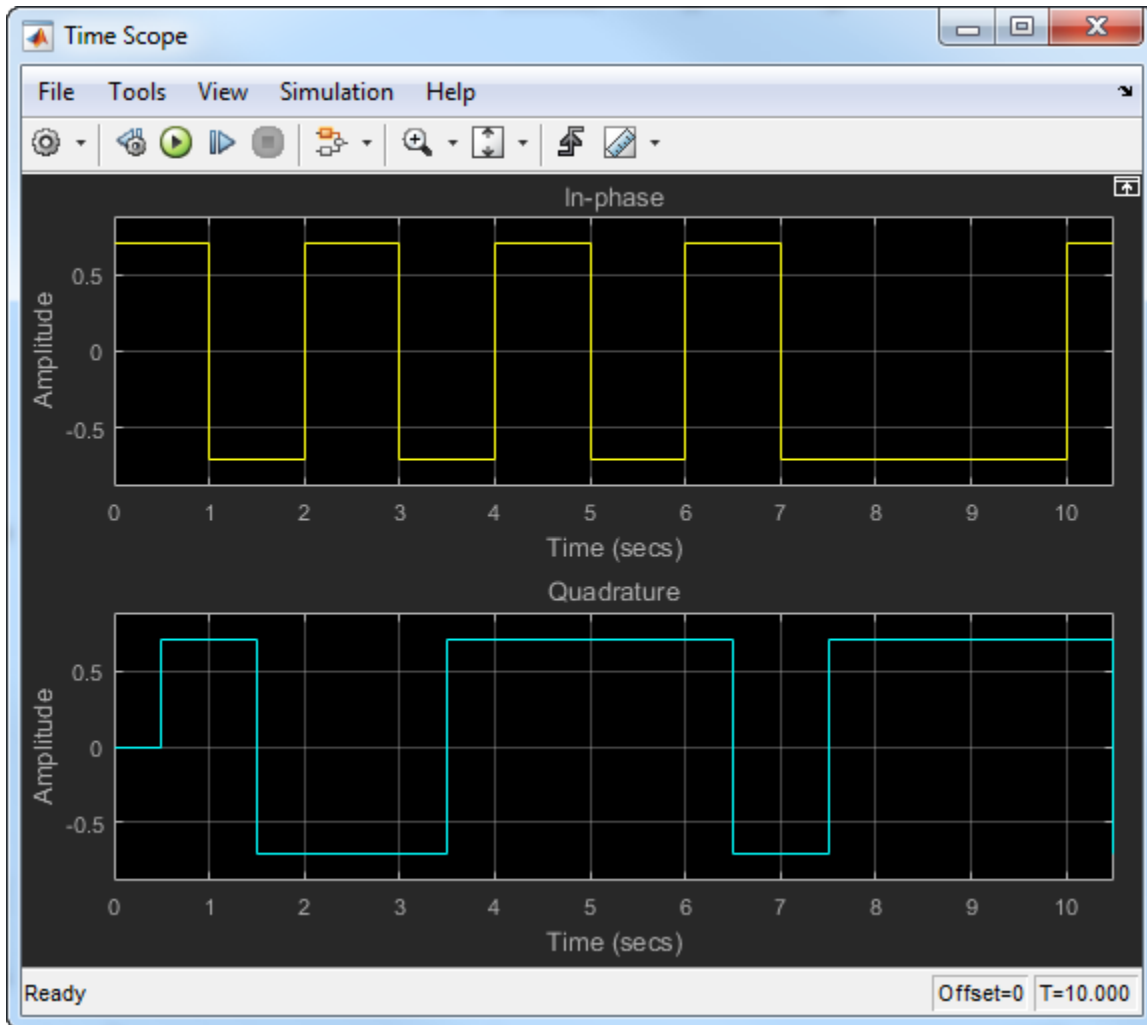 Time Scope
File Tools View Simulation Help
In-phase
Amplitude
0.5
0
-0.5
0 1 2 3 4 5 6 7 8 9 10
Time (secs)
Quadrature
Amplitude
0.5
0
-0.5
0 1 2 3 4 5 6 7 8 9 10
Time (secs)
Ready Offset=0 T=10.000